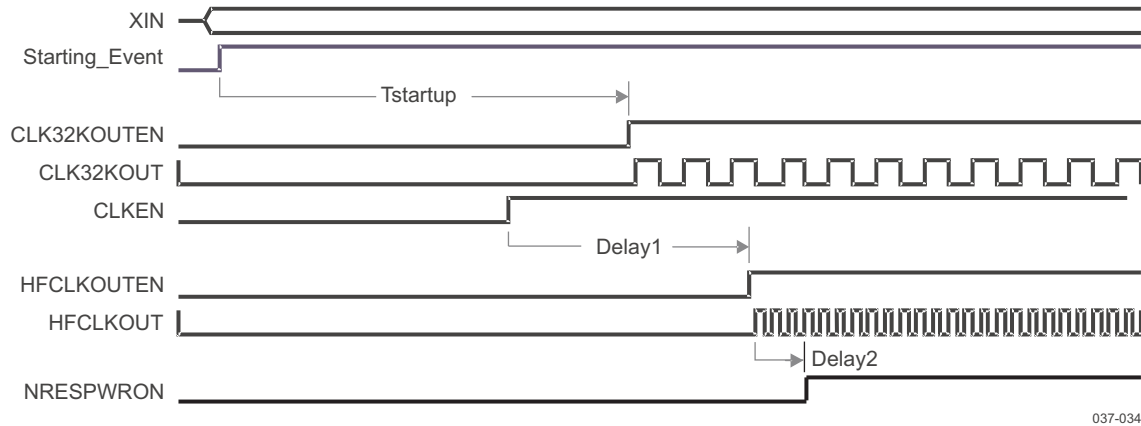 XIN
Starting_Event
Tstartup
CLK32KOUTEN
CLK32KOUT
CLKEN
Delay1
HFCLKOUTEN
HFCLKOUT
Delay2
NRESPWRON
037-034